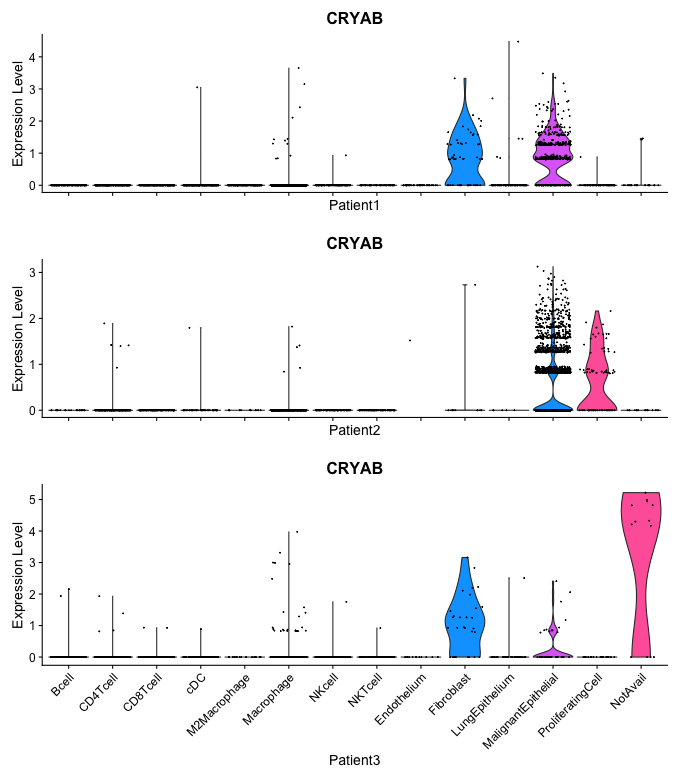 CRYAB
Expression Level
4
3
2
1
0
Patient1
CRYAB
Expression Level
3
2
1
0
Patient2
CRYAB
Expression Level
5
4
3
2
1
0
Bcell
CD4Tcell
CD8Tcell
cDC
M2Macrophage
Macrophage
NKcell
NKTcell
Endothelium
Fibroblast
LungEpithelium
MalignantEpithelial
ProliferatingCell
NotAvail
Patient3